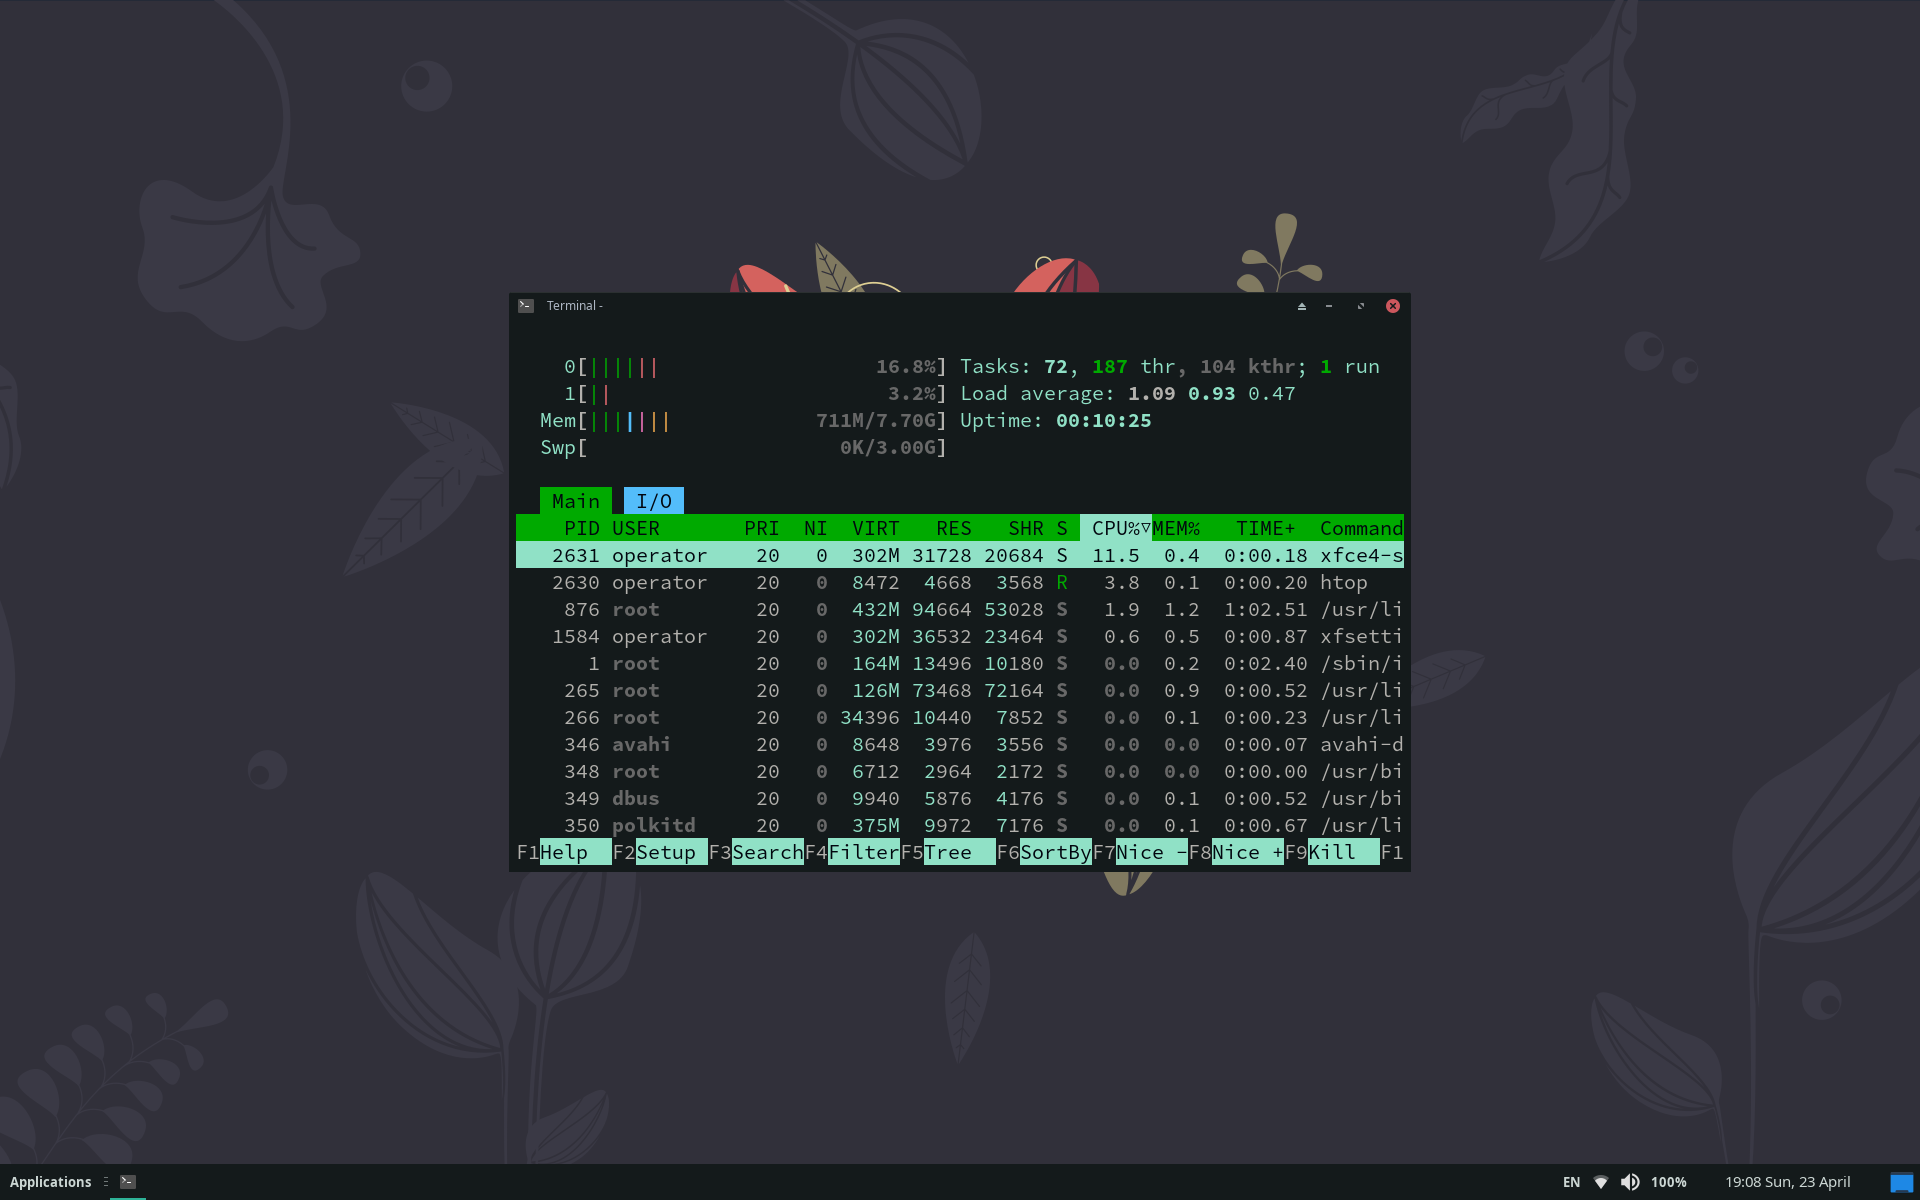 Terminal -
0[||||||                  16.8%] Tasks: 72, 187 thr, 104 kthr; 1 run
1[||                       3.2%] Load average: 1.09 0.93 0.47
Mem[|||||||            711M/7.70G] Uptime: 00:10:25
Swp[                     0K/3.00G]
Main I/O
PID USER PRI NI VIRT RES SHR S CPU%▽MEM% TIME+ Command
2631 operator 20 0 302M 31728 20684 S 11.5 0.4 0:00.18 xfce4-s
2630 operator 20 0 8472 4668 3568 R 3.8 0.1 0:00.20 htop
876 root 20 0 432M 94664 53028 S 1.9 1.2 1:02.51 /usr/li
1584 operator 20 0 302M 36532 23464 S 0.6 0.5 0:00.87 xfsetti
1 root 20 0 164M 13496 10180 S 0.0 0.2 0:02.40 /sbin/i
265 root 20 0 126M 73468 72164 S 0.0 0.9 0:00.52 /usr/li
266 root 20 0 34396 10440 7852 S 0.0 0.1 0:00.23 /usr/li
346 avahi 20 0 8648 3976 3556 S 0.0 0.0 0:00.07 avahi-d
348 root 20 0 6712 2964 2172 S 0.0 0.0 0:00.00 /usr/bi
349 dbus 20 0 9940 5876 4176 S 0.0 0.1 0:00.52 /usr/bi
350 polkitd 20 0 375M 9972 7176 S 0.0 0.1 0:00.67 /usr/li
F1Help F2Setup F3SearchF4FilterF5Tree F6SortByF7Nice -F8Nice +F9Kill F1
Applications EN 100% 19:08 Sun, 23 April